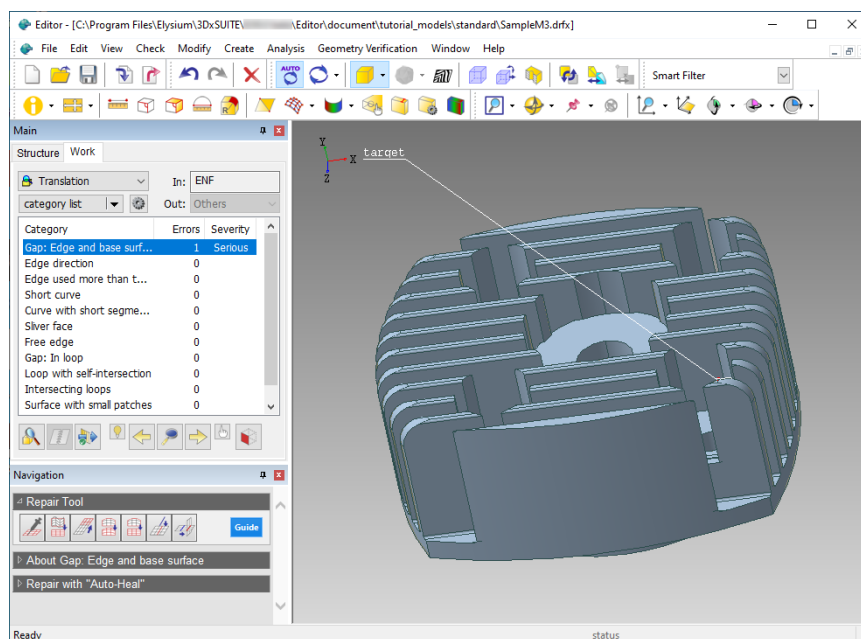 Editor - [C:\Program Files\Elysium\3DxSUITE\ \Editor\document\tutorial_models\standard\SampleM3.drfx]
File Edit View Check Modify Create Analysis Geometry Verification Window Help
AUTO
Smart Filter
Main
Structure Work
Translation In: ENF
category list Out: Others
Category Errors Severity
Gap: Edge and base surf... 1 Serious
Edge direction 0
Edge used more than t... 0
Short curve 0
Curve with short segme... 0
Sliver face 0
Free edge 0
Gap: In loop 0
Loop with self-intersection 0
Intersecting loops 0
Surface with small patches 0
Navigation
Repair Tool
Guide
About Gap: Edge and base surface
Repair with "Auto-Heal"
Y
X
Z
target
Ready status